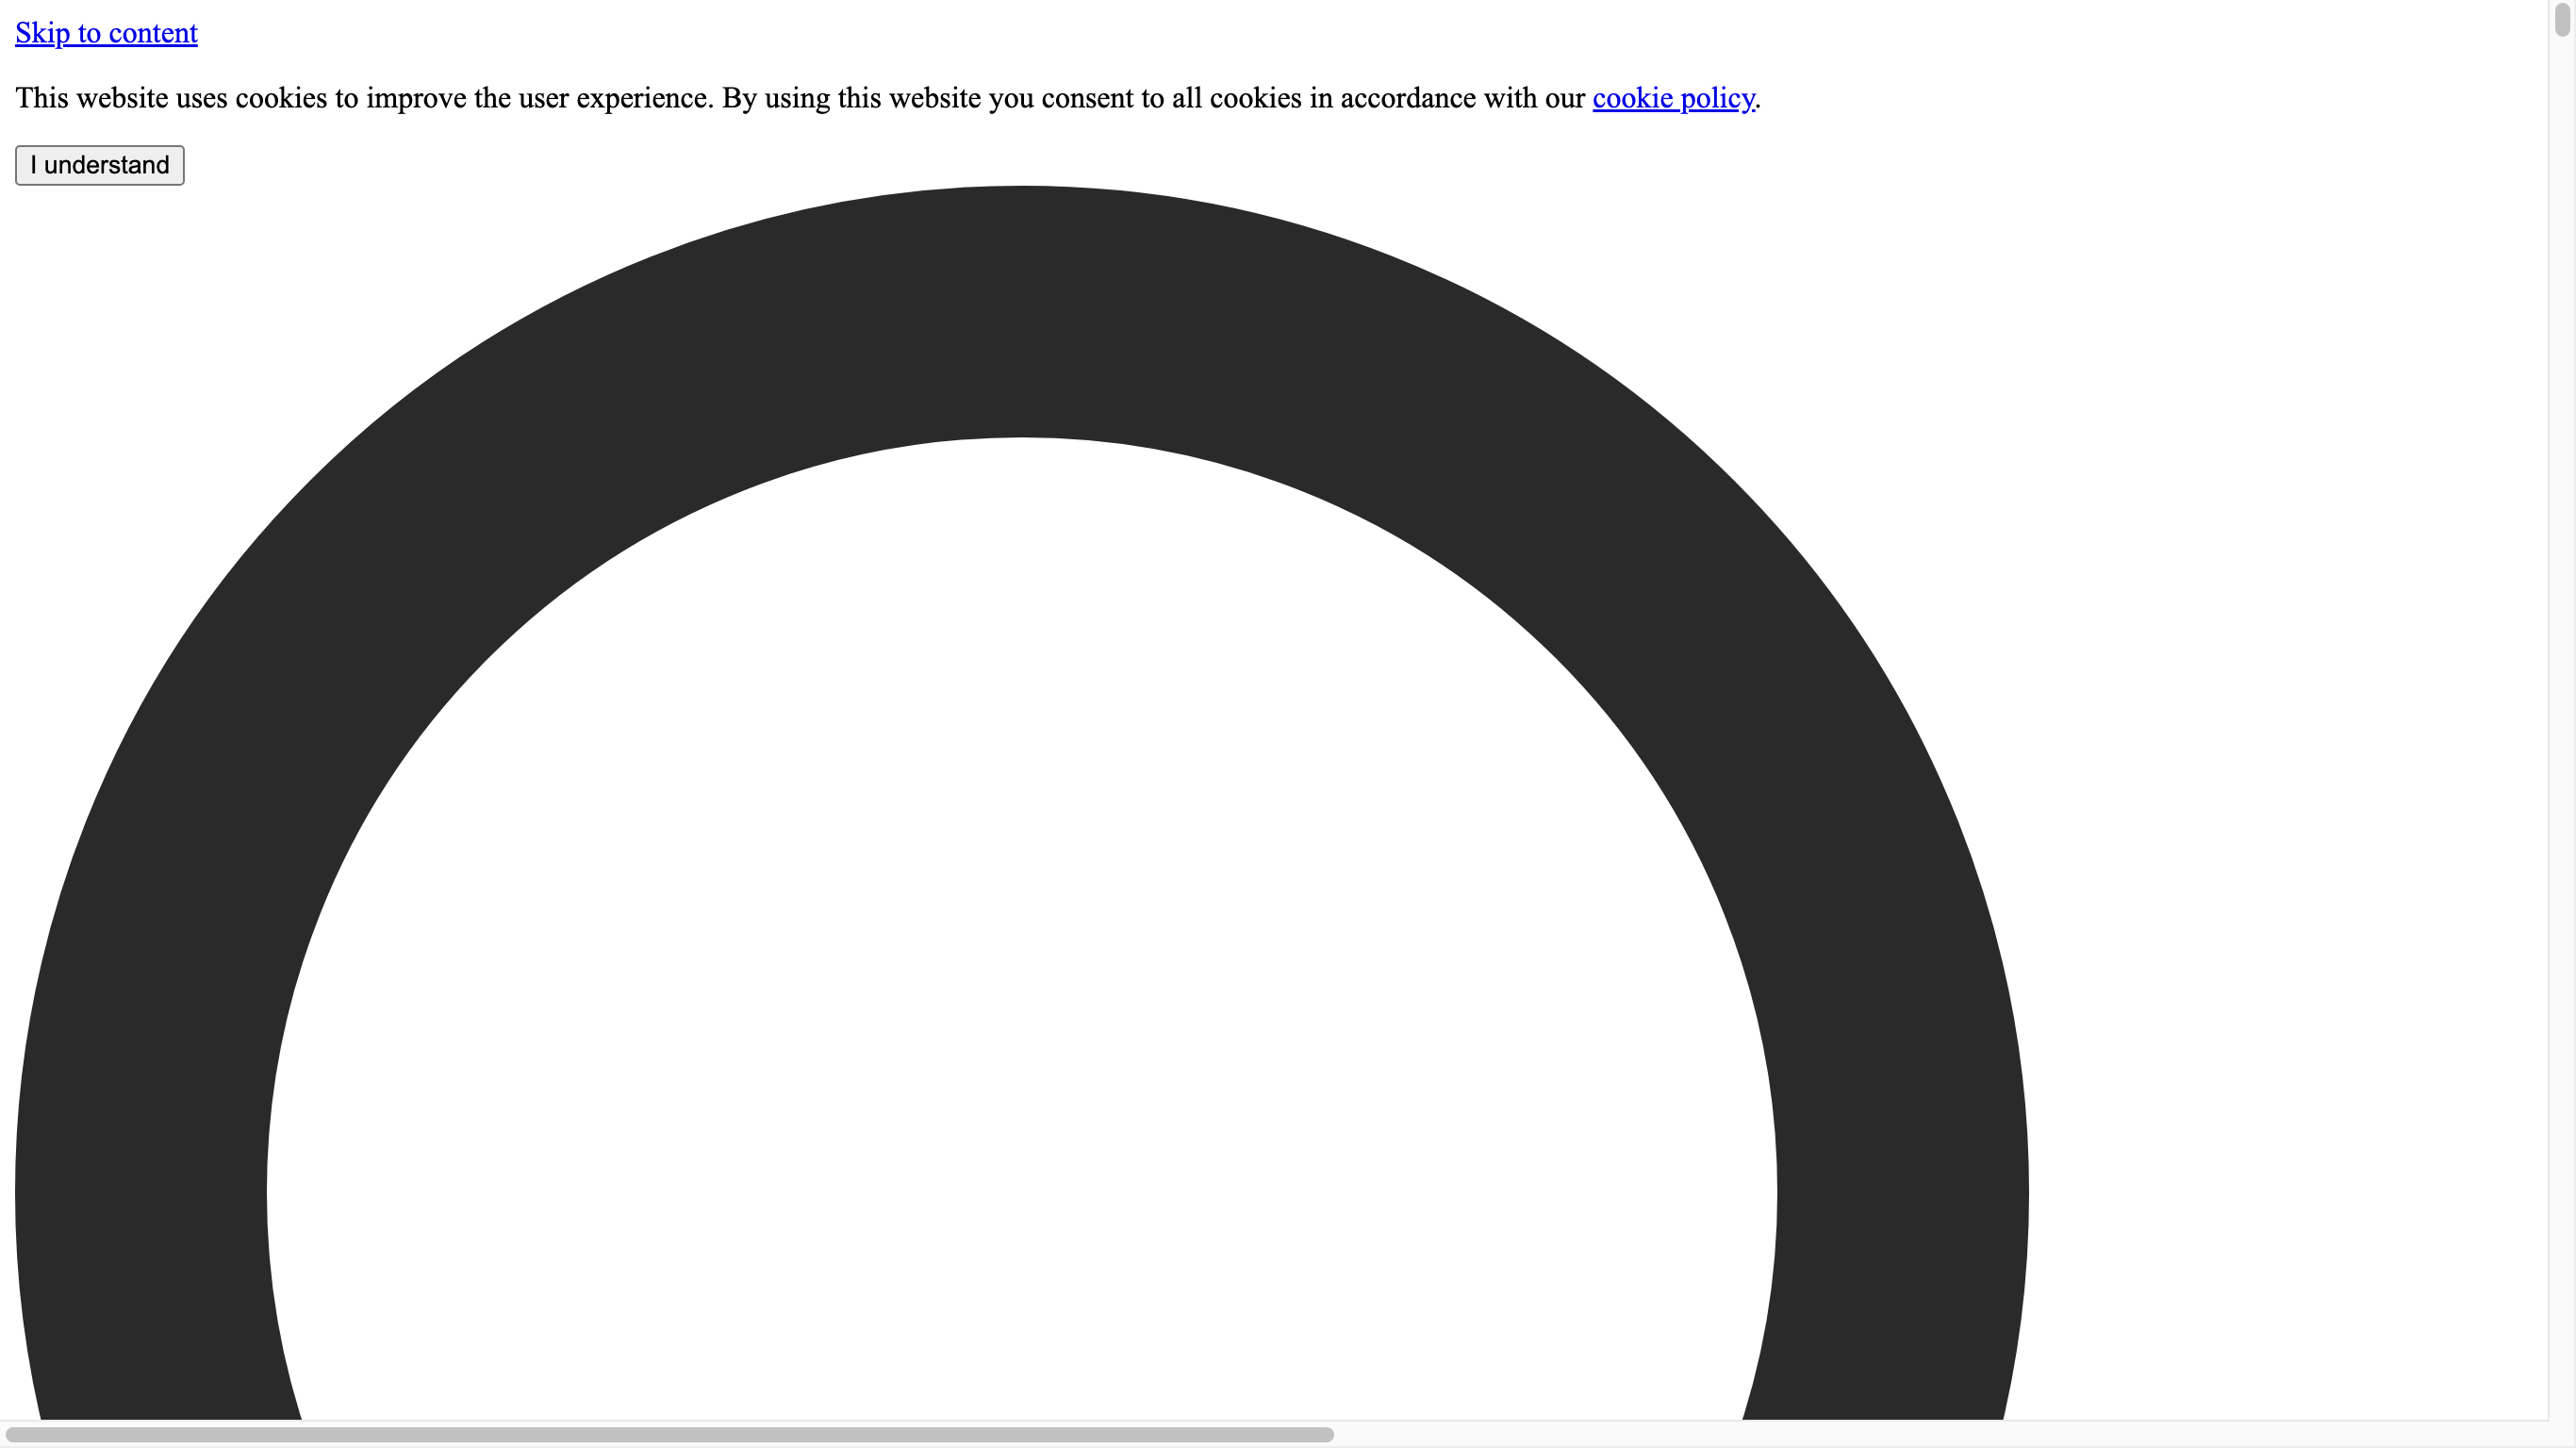 Skip to content
This website uses cookies to improve the user experience. By using this website you consent to all cookies in accordance with our cookie policy.
I understand